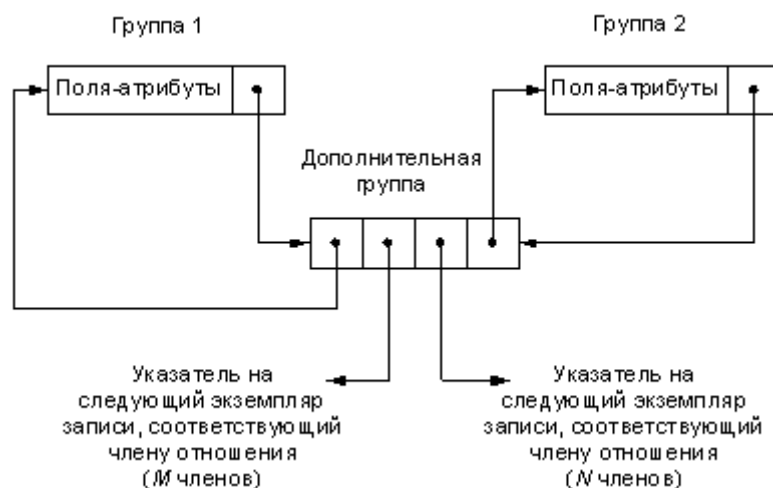 Группа 1
Группа 2
Поля-атрибуты
Поля-атрибуты
Дополнительная
группа
Указатель на
следующий экземпляр
записи, соответствующий
члену отношения
(M членов)
Указатель на
следующий экземпляр
записи, соответствующий
члену отношения
(N членов)